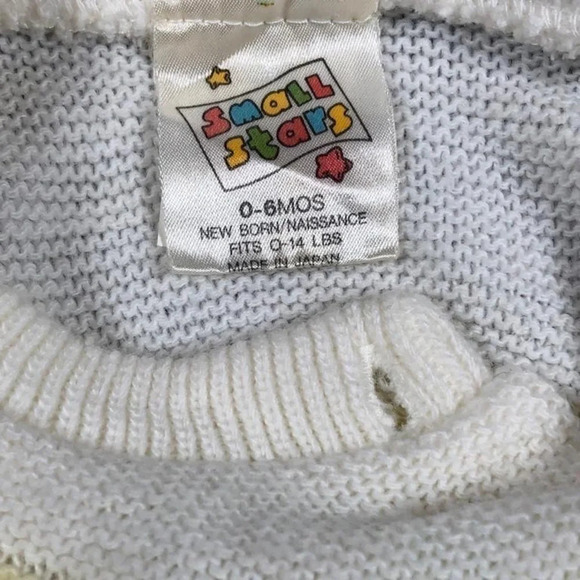 small
stars
0-6MOS
NEW BORN/NAISSANCE
FITS 0-14 LBS
MADE IN JAPAN